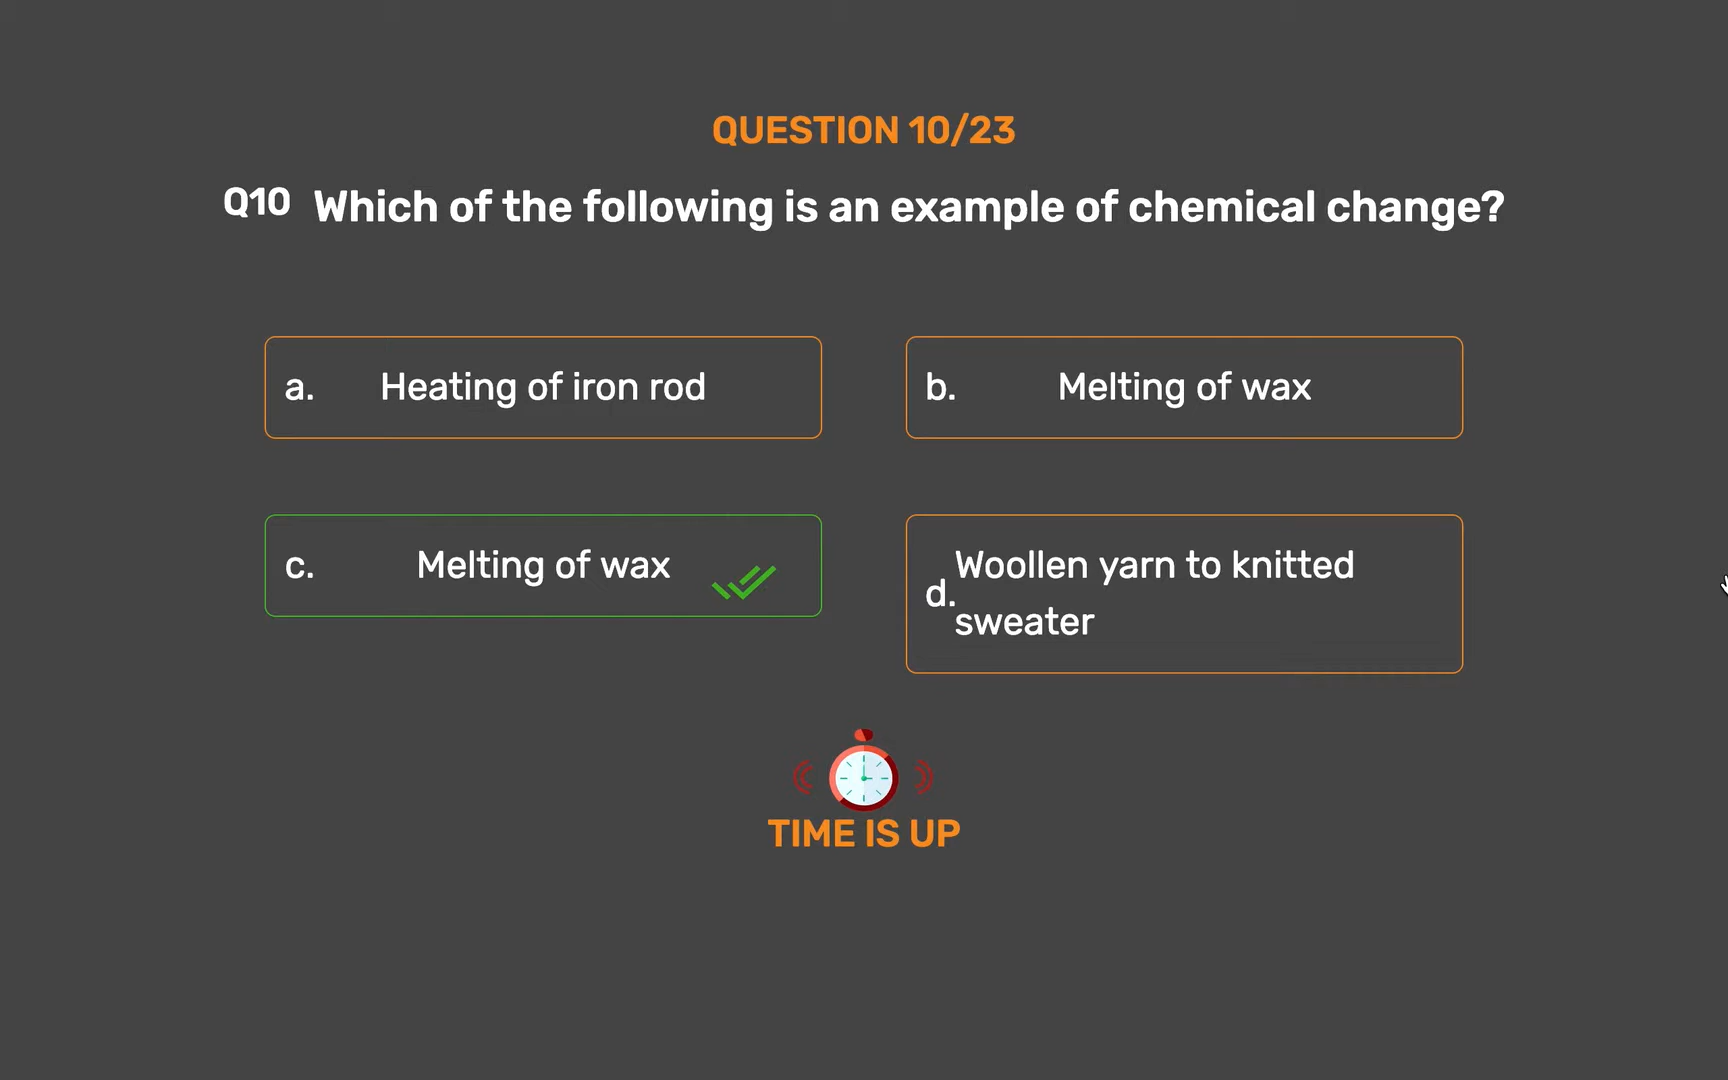 QUESTION 10/23
Q10 Which of the following is an example of chemical change?
a. Heating of iron rod
b. Melting of wax
c. Melting of wax
d. Woollen yarn to knitted
sweater
TIME IS UP